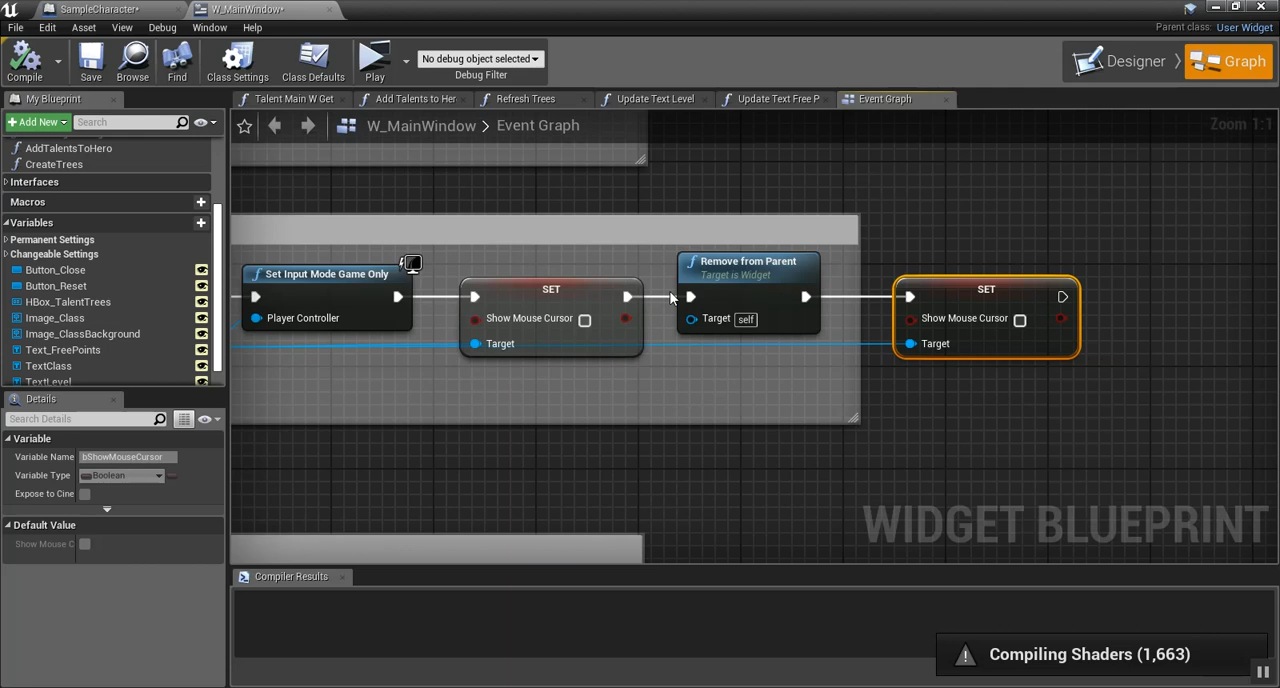 SampleCharacter*
W_MainWindow*
File
Edit
Asset
View
Debug
Window
Help
Parent class:
User Widget
Compile
Save
Browse
Find
Class Settings
Class Defaults
Play
No debug object selected
Debug Filter
Designer
Graph
My Blueprint
Talent Main W Get
Add Talents to Her
Refresh Trees
Update Text Level
Update Text Free P
Event Graph
Add New
Search
W_MainWindow
Event Graph
Zoom 1:1
AddTalentsToHero
CreateTrees
Interfaces
Macros
Variables
Permanent Settings
Changeable Settings
Button_Close
Button_Reset
HBox_TalentTrees
Image_Class
Image_ClassBackground
Text_FreePoints
TextClass
TextLevel
Set Input Mode Game Only
Player Controller
SET
Show Mouse Cursor
Target
Remove from Parent
Target is Widget
Target
self
SET
Show Mouse Cursor
Target
WIDGET BLUEPRINT
Details
Search Details
Variable
Variable Name
bShowMouseCursor
Variable Type
Boolean
Expose to Cine
Default Value
Show Mouse C
Compiler Results
Compiling Shaders (1,663)